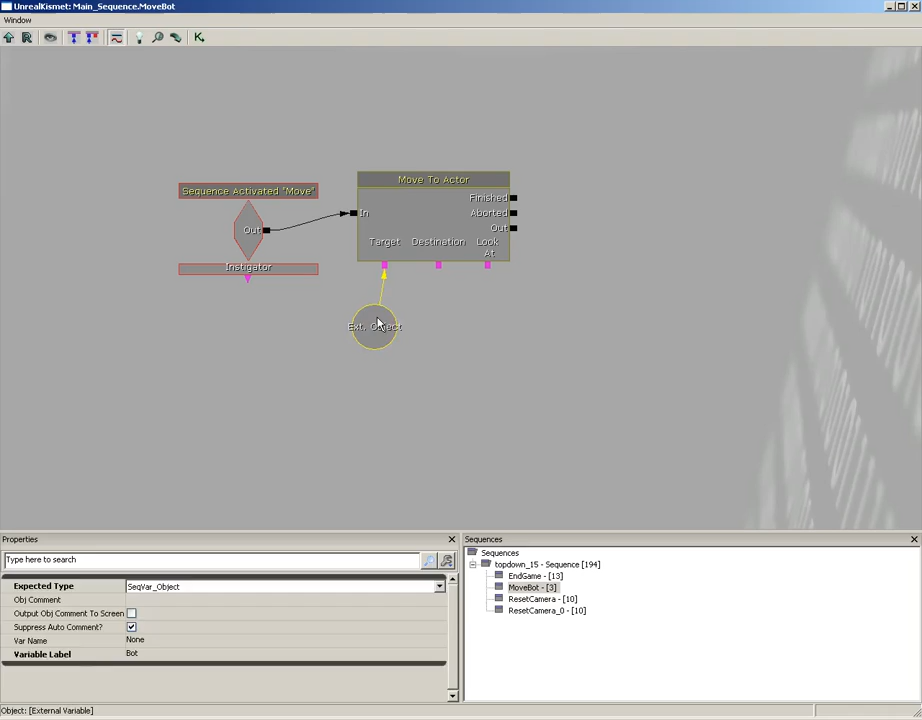 UnrealKismet: Main_Sequence.MoveBot
Window
Sequence Activated "Move"
Out
Instigator
Move To Actor
Finished
In
Aborted
Out
Target
Destination
Look
At
Ext. Object
Properties
Type here to search
Expected Type
SeqVar_Object
Obj Comment
Output Obj Comment To Screen
Suppress Auto Comment?
Var Name
None
Variable Label
Bot
Sequences
Sequences
topdown_15 - Sequence [194]
EndGame - [13]
MoveBot - [3]
ResetCamera - [10]
ResetCamera_0 - [10]
Object: [External Variable]